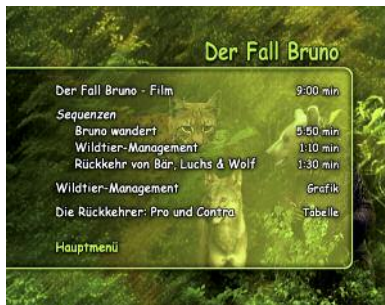 Der Fall Bruno
Der Fall Bruno - Film 9:00 min
Sequenzen
Bruno wandert 5:50 min
Wildtier-Management 1:10 min
Rückkehr von Bär, Luchs & Wolf 1:30 min
Wildtier-Management Grafik
Die Rückkehrer: Pro und Contra Tabelle
Hauptmenü